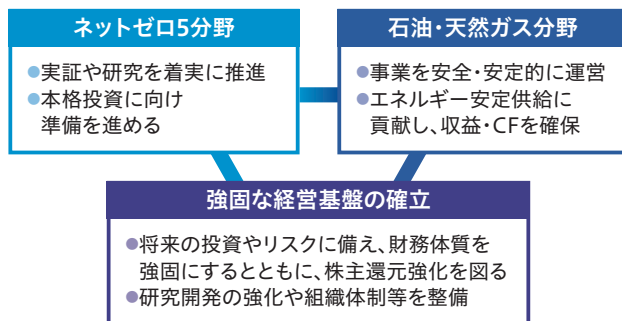 ネットゼロ5分野
●実証や研究を着実に推進
●本格投資に向け
準備を進める
石油・天然ガス分野
●事業を安全・安定的に運営
●エネルギー安定供給に
貢献し、収益・CFを確保
強固な経営基盤の確立
●将来の投資やリスクに備え、財務体質を
強固にするとともに、株主還元強化を図る
●研究開発の強化や組織体制等を整備